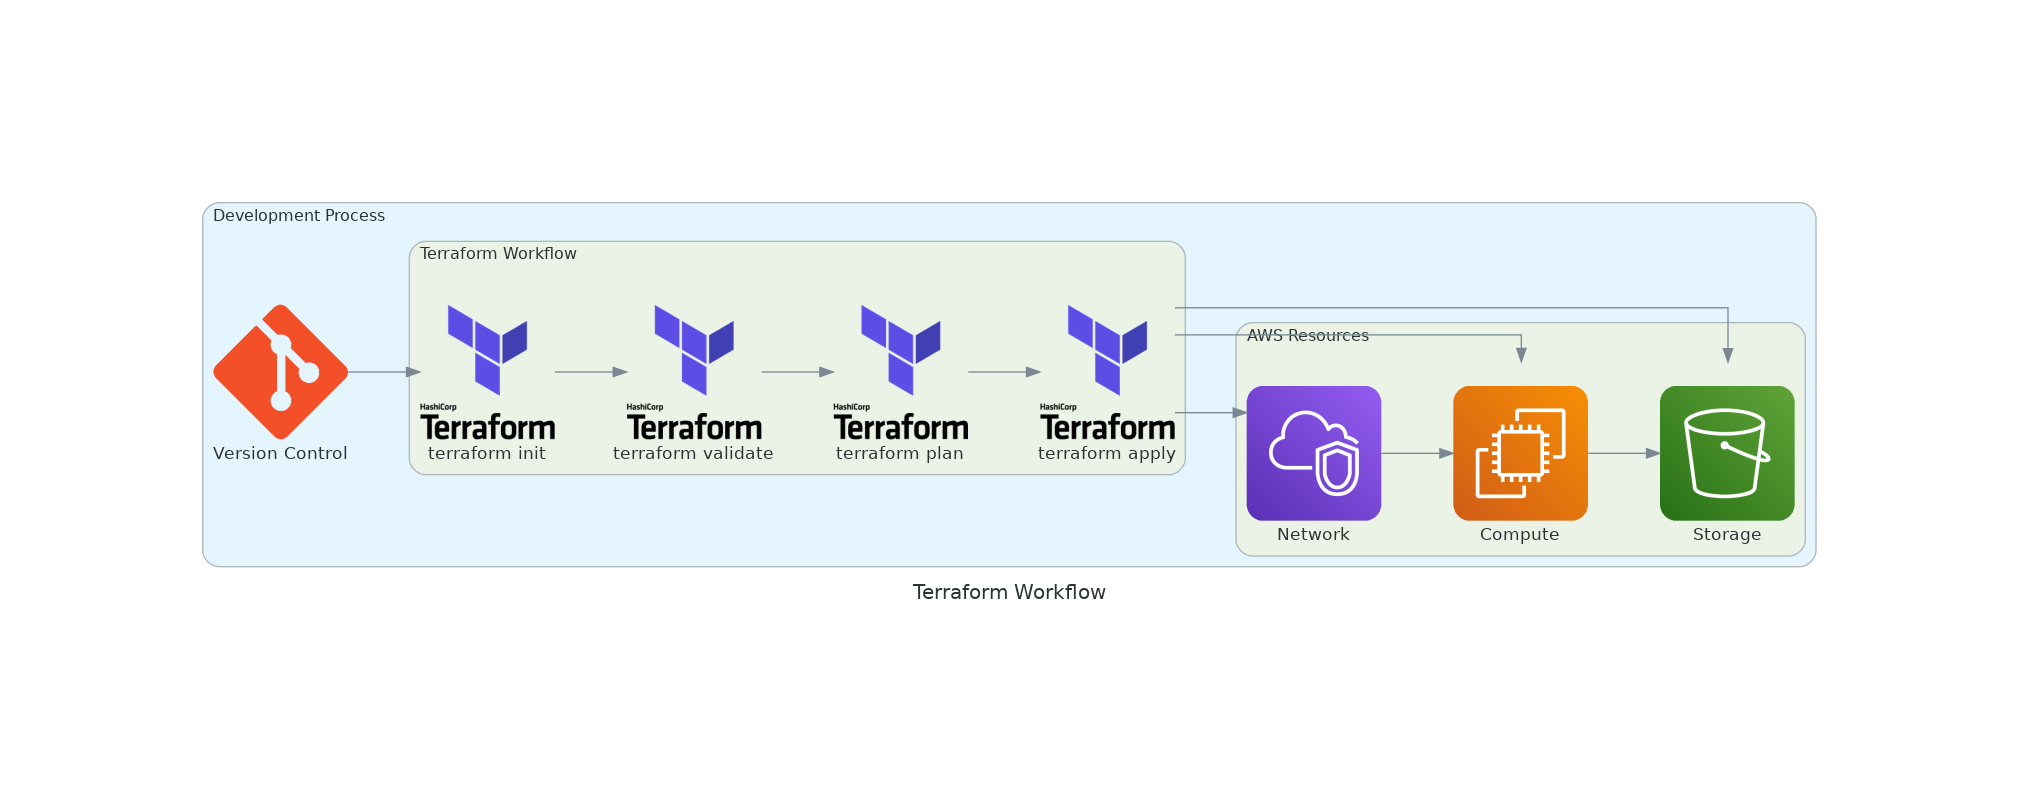 Development Process
Terraform Workflow
AWS Resources
HashiCorp
Terraform
HashiCorp
Terraform
HashiCorp
Terraform
HashiCorp
Terraform
Version Control
terraform init
terraform validate
terraform plan
terraform apply
Network
Compute
Storage
Terraform Workflow